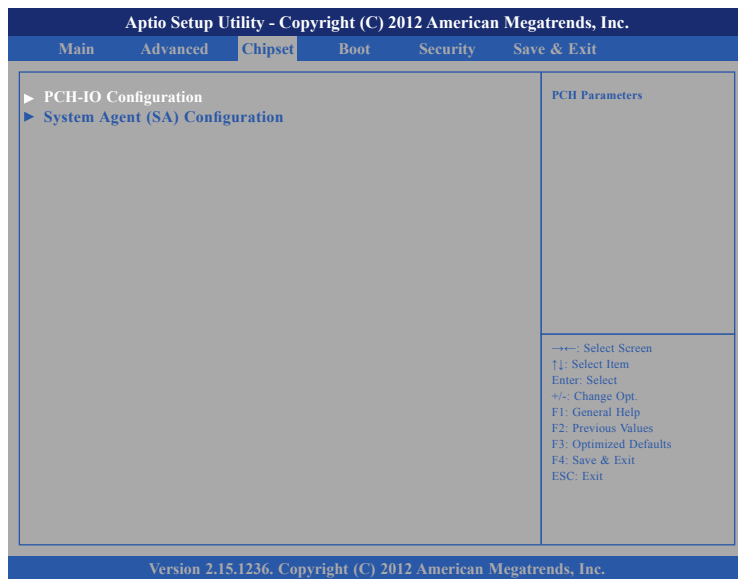 Aptio Setup Utility - Copyright (C) 2012 American Megatrends, Inc.
Main Advanced Chipset Boot Security Save & Exit
► PCH-IO Configuration
► System Agent (SA) Configuration
PCH Parameters
→←: Select Screen
↑↓: Select Item
Enter: Select
+/-: Change Opt.
F1: General Help
F2: Previous Values
F3: Optimized Defaults
F4: Save & Exit
ESC: Exit
Version 2.15.1236. Copyright (C) 2012 American Megatrends, Inc.